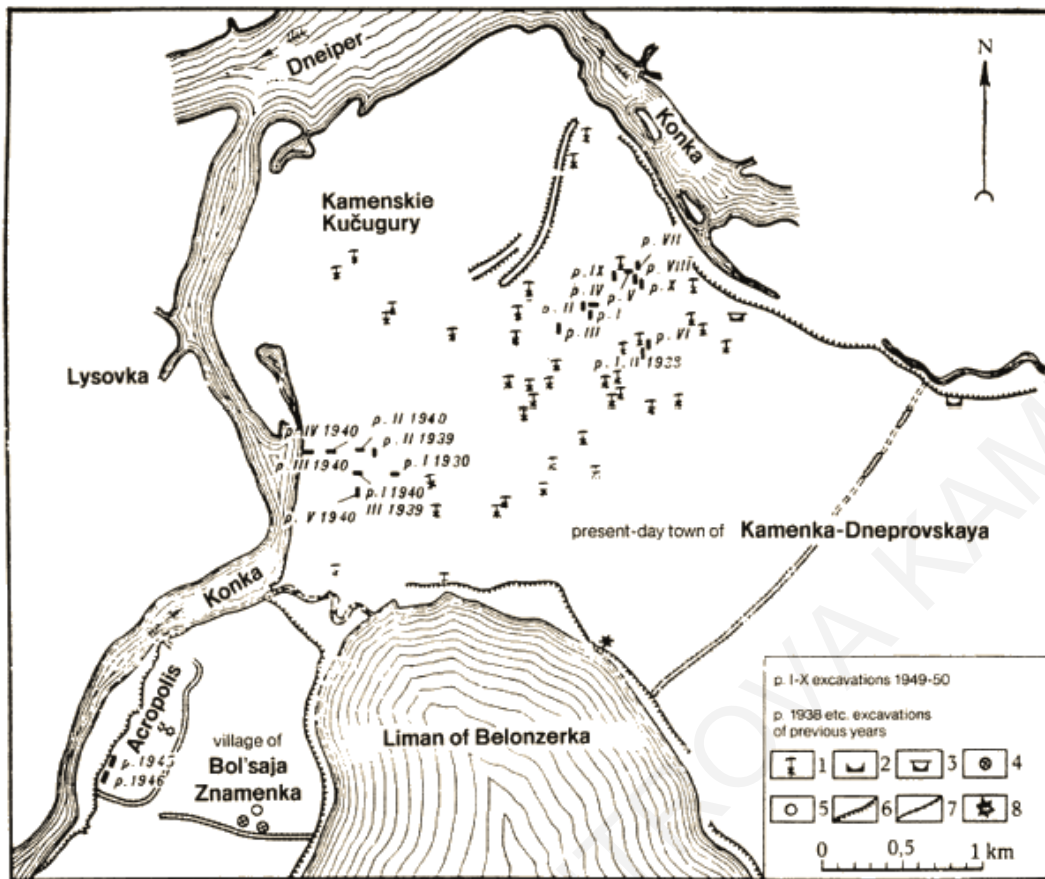 Dneiper
N
Konka
Kamenskie
Kučugury
p. VII
p. IX
p. VIII
p. IV
p. V
p. X
p. I
p. III
p. VI
p. I, II 1938
Lysovka
p. IV 1940
p. II 1940
p. II 1939
p. III 1940
p. I 1930
p. I 1940
III 1939
p. V 1940
present-day town of Kamenka-Dneprovskaya
Konka
Acropolis
p. 1945
p. 1946
village of
Bol'saja
Znamenka
Liman of Belonzerka
p. I-X excavations 1949-50
p. 1938 etc. excavations
of previous years
1 2 3 4
5 6 7 8
0 0,5 1 km